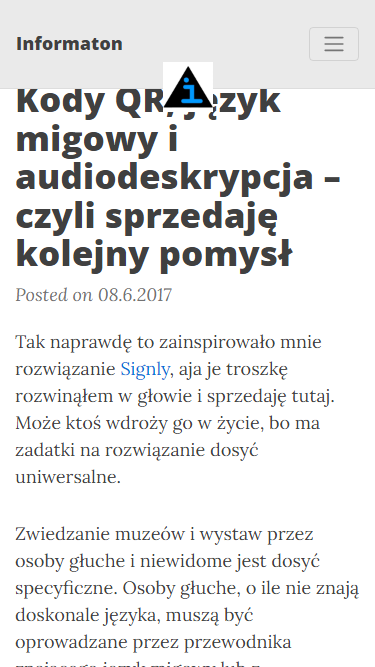 Informaton
Kody QR, język
migowy i
audiodeskrypcja –
czyli sprzedaję
kolejny pomysł
Posted on 08.6.2017
Tak naprawdę to zainspirowało mnie
rozwiązanie Signly, aja je troszkę
rozwinąłem w głowie i sprzedaję tutaj.
Może ktoś wdroży go w życie, bo ma
zadatki na rozwiązanie dosyć
uniwersalne.
Zwiedzanie muzeów i wystaw przez
osoby głuche i niewidome jest dosyć
specyficzne. Osoby głuche, o ile nie znają
doskonale języka, muszą być
oprowadzane przez przewodnika